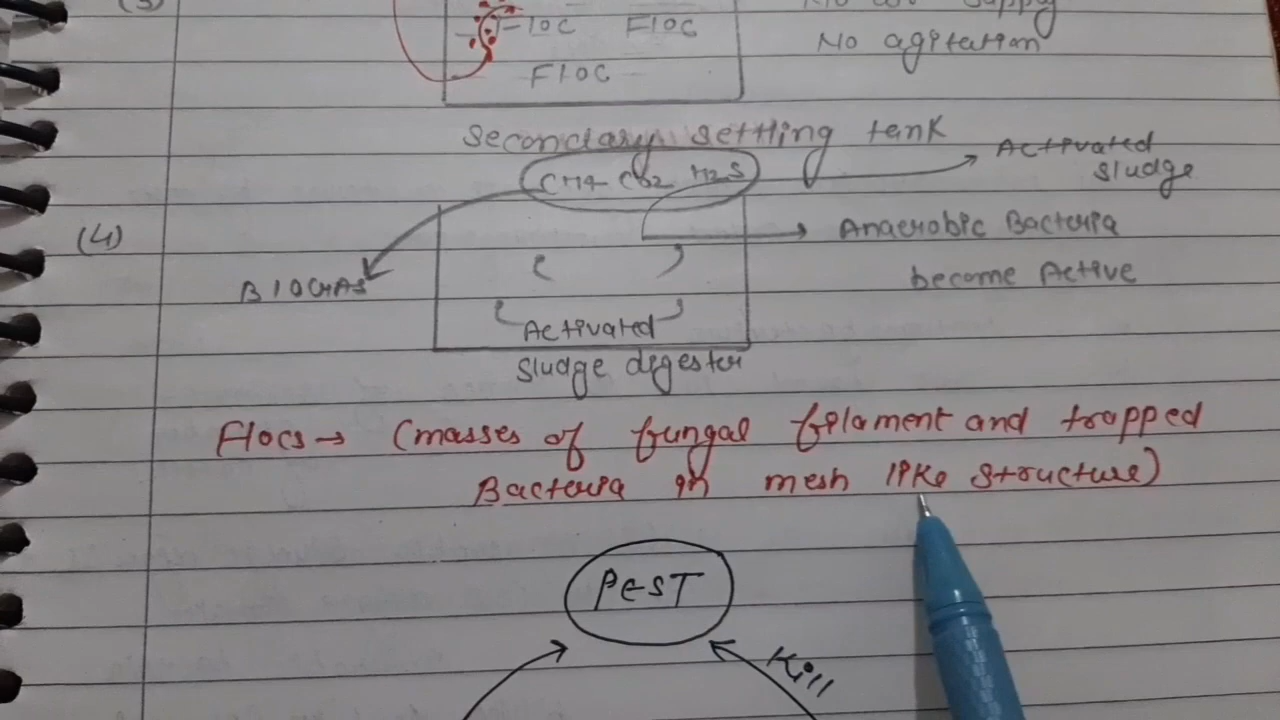 (3)
Floc Floc
No agitation
Floc
Secondary settling tank
Activated
sludge
CH4 CO2 H2S
(4)
Anaerobic Bacteria
become Active
BIOGAS
Activated
sludge digester
Flocs → (masses of fungal filament and trapped
Bacteria in mesh like structure)
PEST
Kill